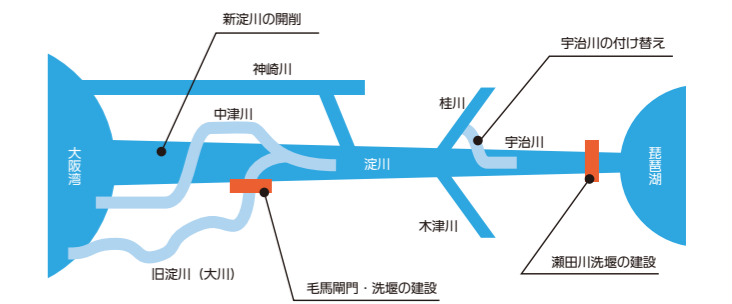 新淀川の開削
宇治川の付け替え
神崎川
桂川
中津川
宇治川
大阪湾
淀川
琵琶湖
木津川
旧淀川（大川）
瀬田川洗堰の建設
毛馬閘門・洗堰の建設